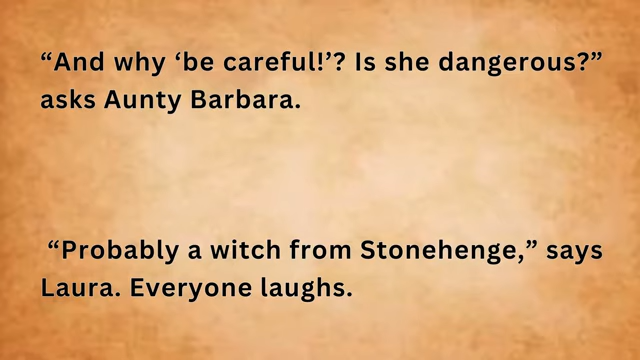 “And why ‘be careful!’? Is she dangerous?”
asks Aunty Barbara.
“Probably a witch from Stonehenge,” says
Laura. Everyone laughs.